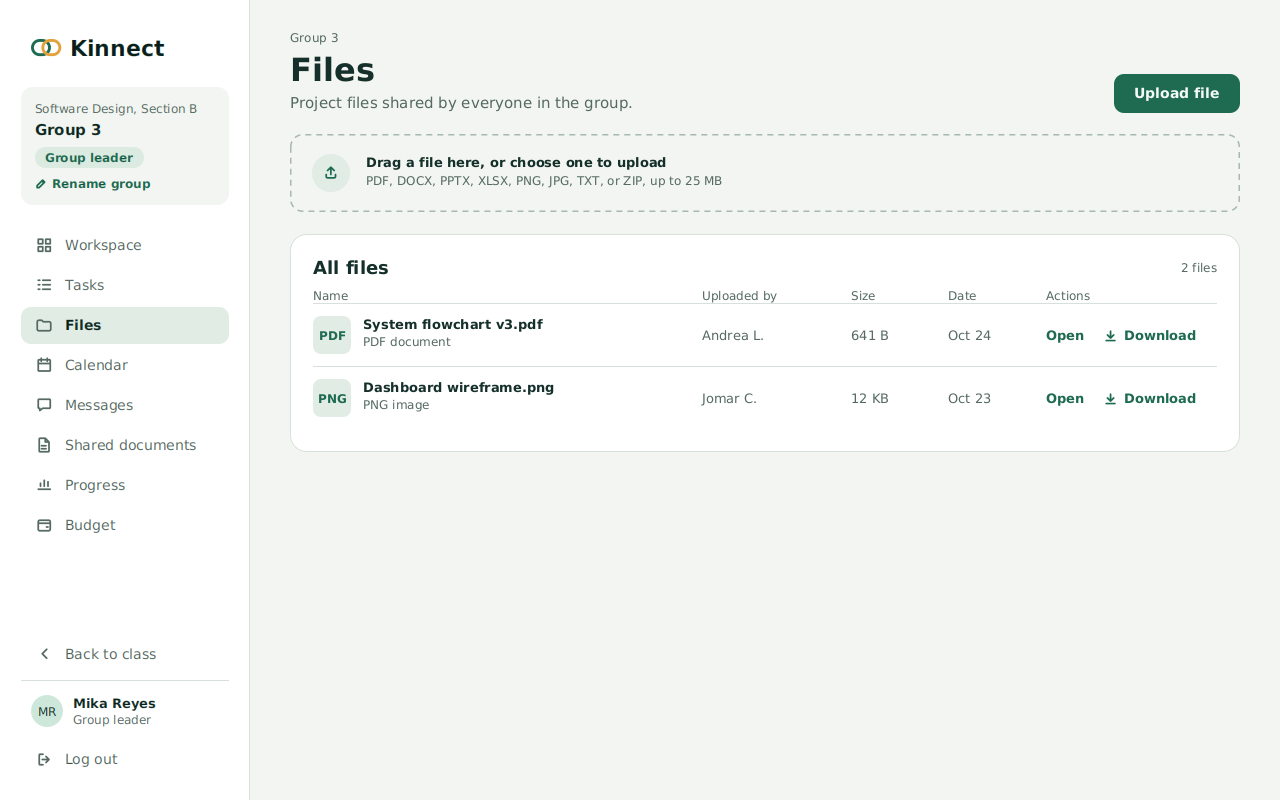 Kinnect
Software Design, Section B
Group 3
Group leader
Rename group
Workspace
Tasks
Files
Calendar
Messages
Shared documents
Progress
Budget
Back to class
MR
Mika Reyes
Group leader
Log out
Group 3
Files
Project files shared by everyone in the group.
Upload file
Drag a file here, or choose one to upload
PDF, DOCX, PPTX, XLSX, PNG, JPG, TXT, or ZIP, up to 25 MB
All files
2 files
Name Uploaded by Size Date Actions
PDF System flowchart v3.pdf Andrea L. 641 B Oct 24 Open Download
PDF document
PNG Dashboard wireframe.png Jomar C. 12 KB Oct 23 Open Download
PNG image